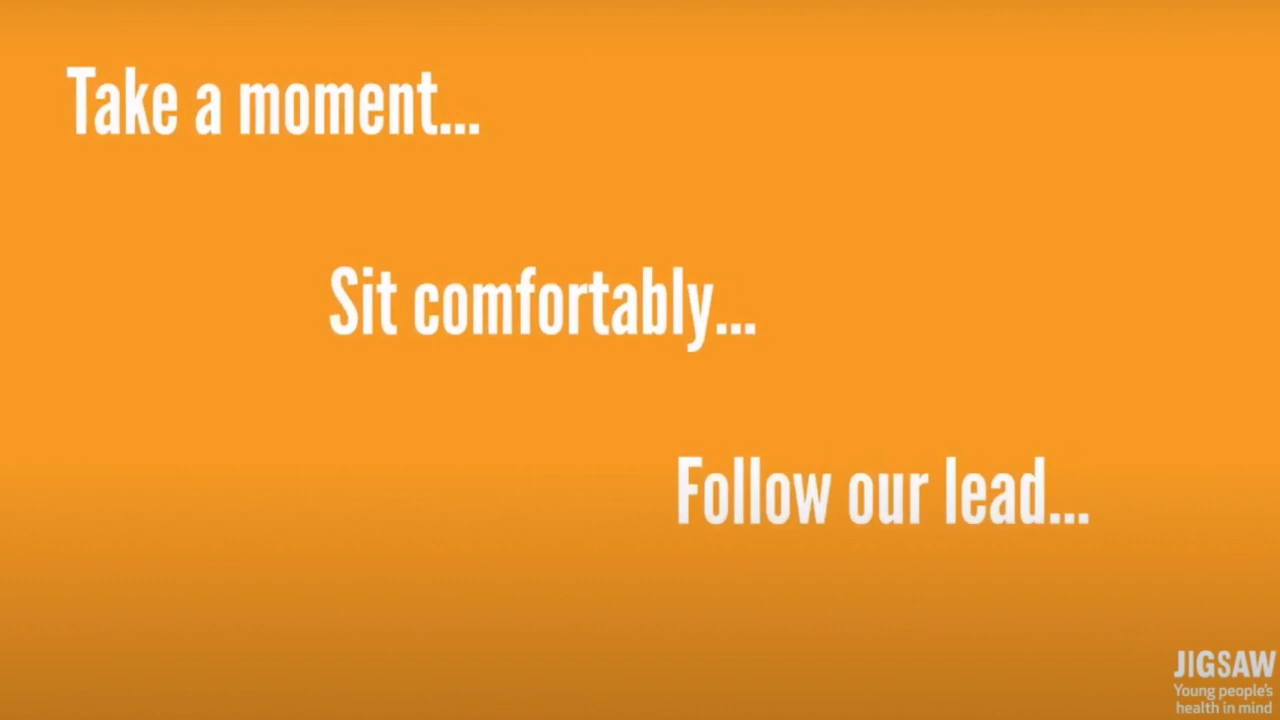 Take a moment...
Sit comfortably...
Follow our lead...
JIGSAW
Young people's
health in mind